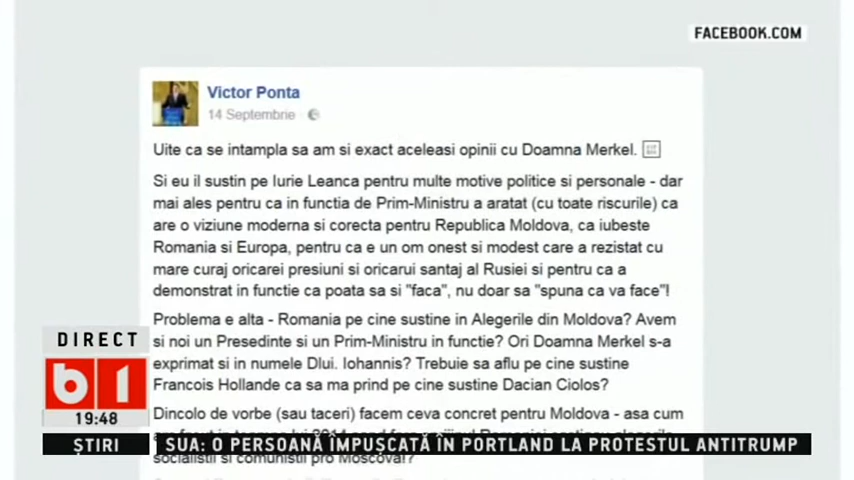 FACEBOOK.COM
Victor Ponta
14 Septembrie
Uite ca se intampla sa am si exact aceleasi opinii cu Doamna Merkel.
Si eu il sustin pe Iurie Leanca pentru multe motive politice si personale - dar
mai ales pentru ca in functia de Prim-Ministru a aratat (cu toate riscurile) ca
are o viziune moderna si corecta pentru Republica Moldova, ca iubeste
Romania si Europa, pentru ca e un om onest si modest care a rezistat cu
mare curaj oricarei presiuni si oricarui santaj al Rusiei si pentru ca a
demonstrat in functie ca poata sa si "faca", nu doar sa "spuna ca va face"!
Problema e alta - Romania pe cine sustine in Alegerile din Moldova? Avem
si noi un Presedinte si un Prim-Ministru in functie? Ori Doamna Merkel s-a
exprimat si in numele Dlui. Iohannis? Trebuie sa aflu pe cine sustine
Francois Hollande ca sa ma prind pe cine sustine Dacian Ciolos?
Dincolo de vorbe (sau taceri) facem ceva concret pentru Moldova - asa cum
socialistii si comunistii pro Moscova!?
DIRECT
b1
19:48
ȘTIRI
SUA: O PERSOANĂ ÎMPUȘCATĂ ÎN PORTLAND LA PROTESTUL ANTITRUMP